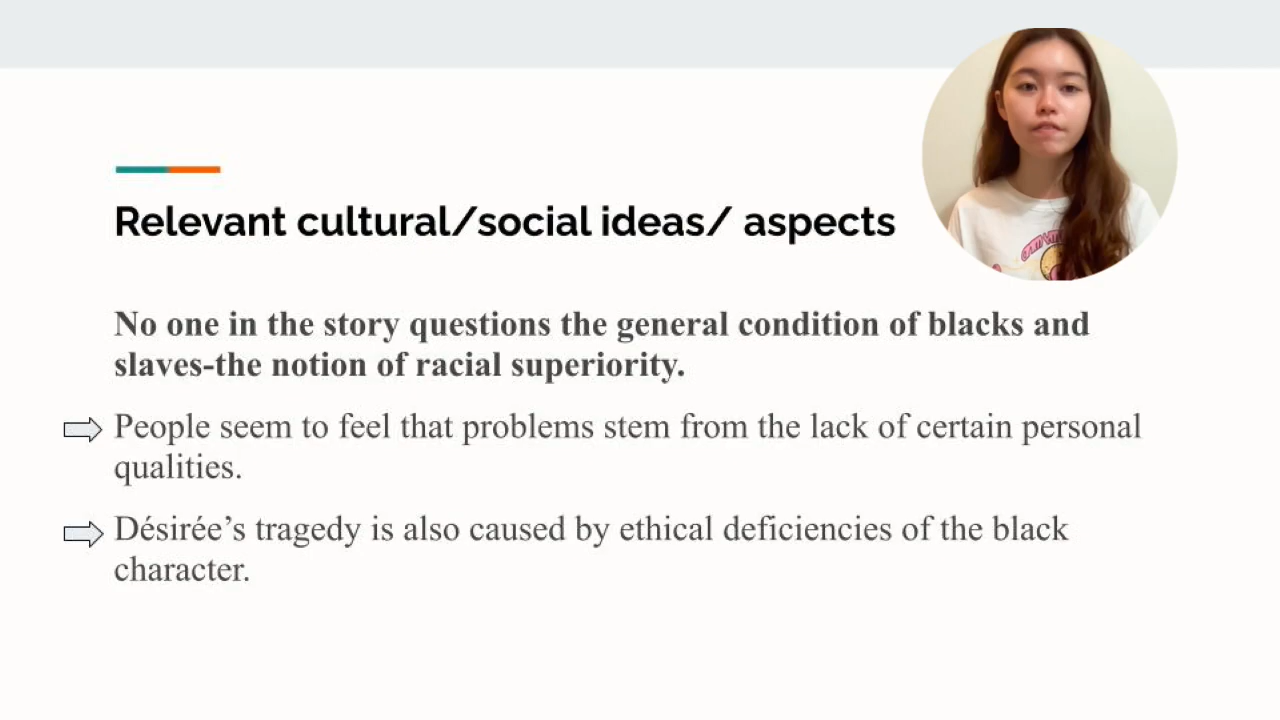 Relevant cultural/social ideas/ aspects
No one in the story questions the general condition of blacks and
slaves-the notion of racial superiority.
People seem to feel that problems stem from the lack of certain personal
qualities.
Désirée’s tragedy is also caused by ethical deficiencies of the black
character.